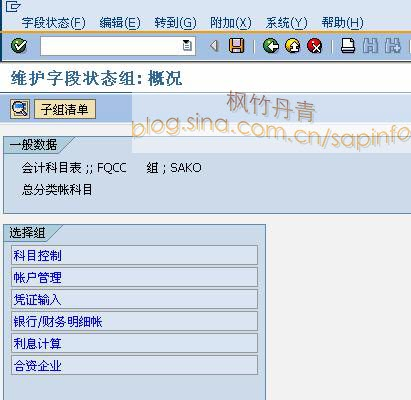 字段状态(F) 编辑(E) 转到(G) 附加(X) 系统(Y) 帮助(H)
维护字段状态组: 概况
子组清单
枫竹丹青
blog.sina.com.cn/sapinfo
一般数据
会计科目表 ;; FQCC 组 ; SAKO
总分类帐科目
选择组
科目控制
帐户管理
凭证输入
银行/财务明细帐
利息计算
合资企业